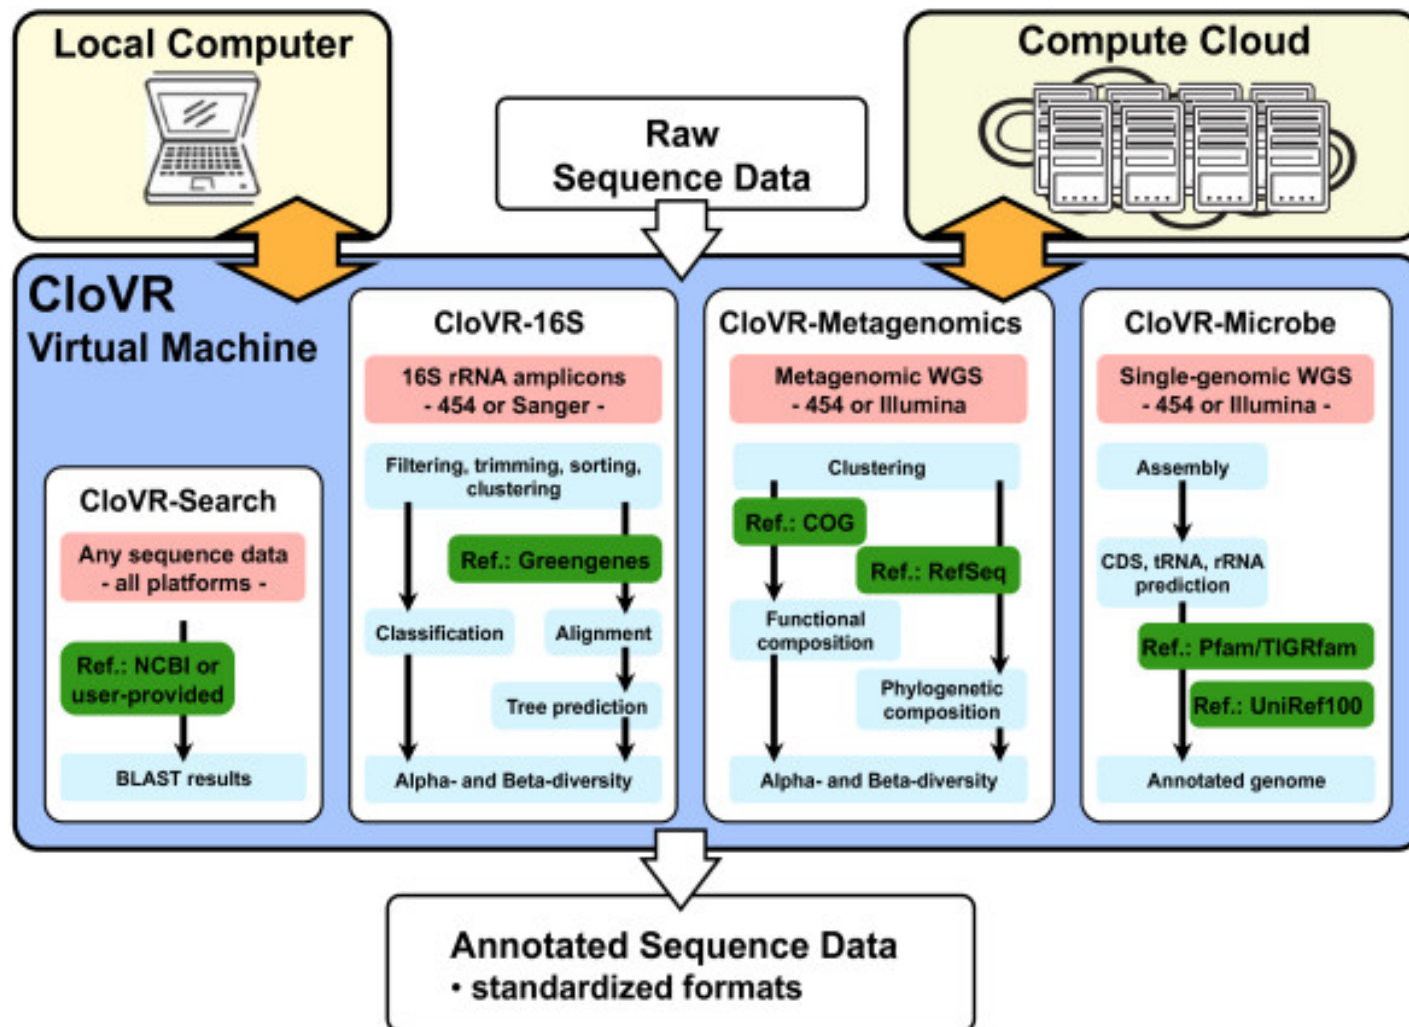 Local Computer
Compute Cloud
Raw
Sequence Data
CloVR
Virtual Machine
CloVR-Search
Any sequence data
- all platforms -
Ref.: NCBI or
user-provided
BLAST results
CloVR-16S
16S rRNA amplicons
- 454 or Sanger -
Filtering, trimming, sorting,
clustering
Ref.: Greengenes
Classification
Alignment
Tree prediction
Alpha- and Beta-diversity
CloVR-Metagenomics
Metagenomic WGS
- 454 or Illumina
Clustering
Ref.: COG
Ref.: RefSeq
Functional
composition
Phylogenetic
composition
Alpha- and Beta-diversity
CloVR-Microbe
Single-genomic WGS
- 454 or Illumina -
Assembly
CDS, tRNA, rRNA
prediction
Ref.: Pfam/TIGRfam
Ref.: UniRef100
Annotated genome
Annotated Sequence Data
• standardized formats